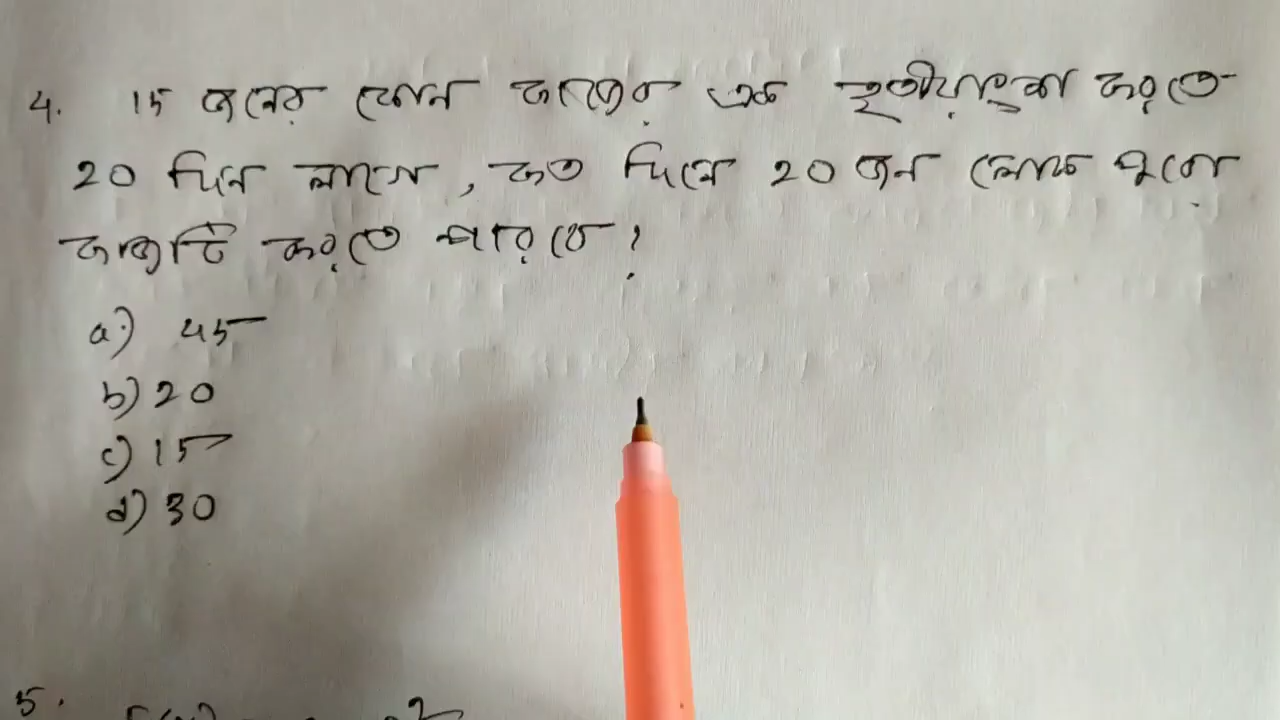 4. 15 জনের কোন কাজের এক তৃতীয়াংশ করতে
20 দিন লাগে, কত দিনে 20 জন লোক পুরো
কাজটি করতে পারবে?
a) 45
b) 20
c) 15
d) 30
5.